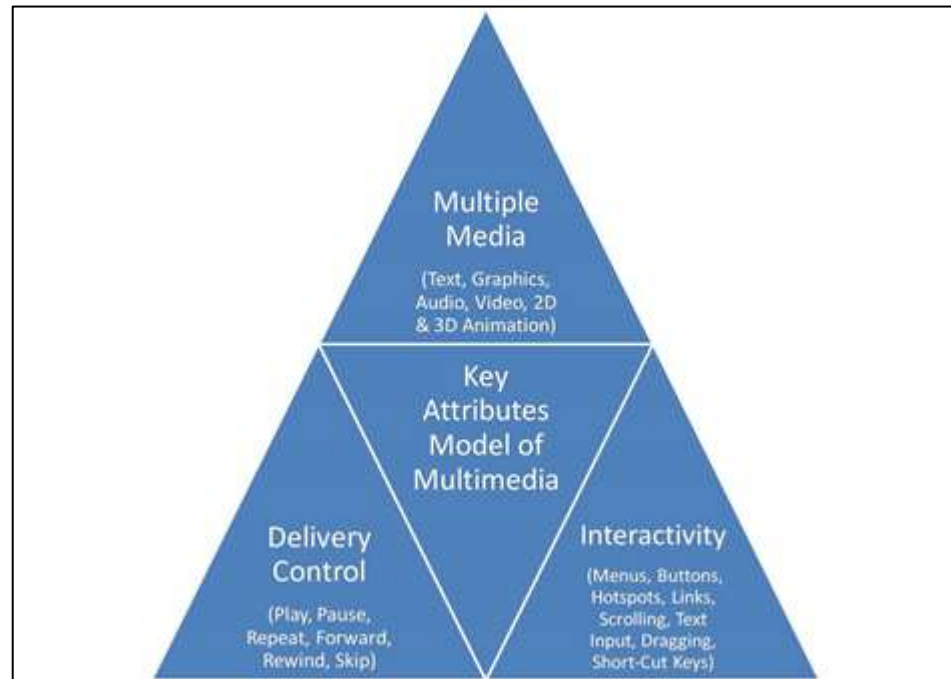 Multiple
Media
(Text, Graphics,
Audio, Video, 2D
& 3D Animation)
Key
Attributes
Model of
Multimedia
Delivery
Control
(Play, Pause,
Repeat, Forward,
Rewind, Skip)
Interactivity
(Menus, Buttons,
Hotspots, Links,
Scrolling, Text
Input, Dragging,
Short-Cut Keys)